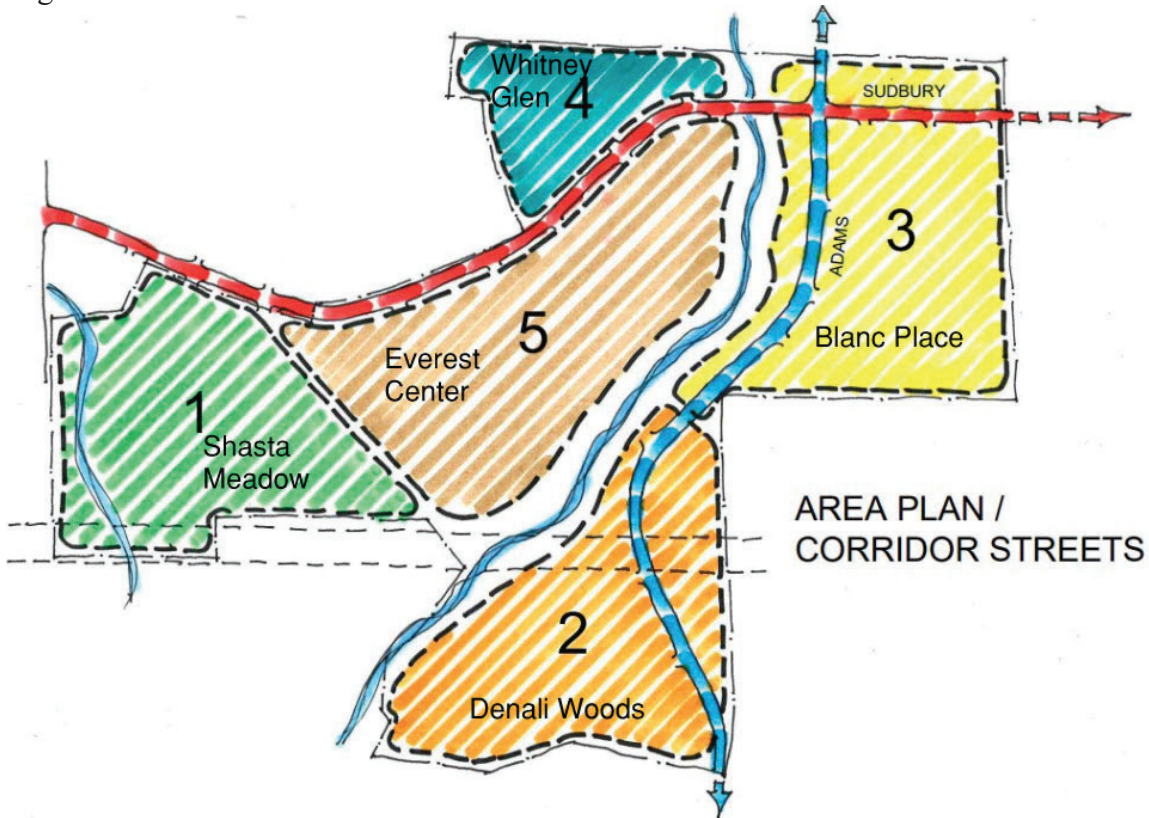 Whitney
Glen
4
SUDBURY
3
ADAMS
Blanc Place
5
Everest
Center
1
Shasta
Meadow
AREA PLAN /
CORRIDOR STREETS
2
Denali Woods